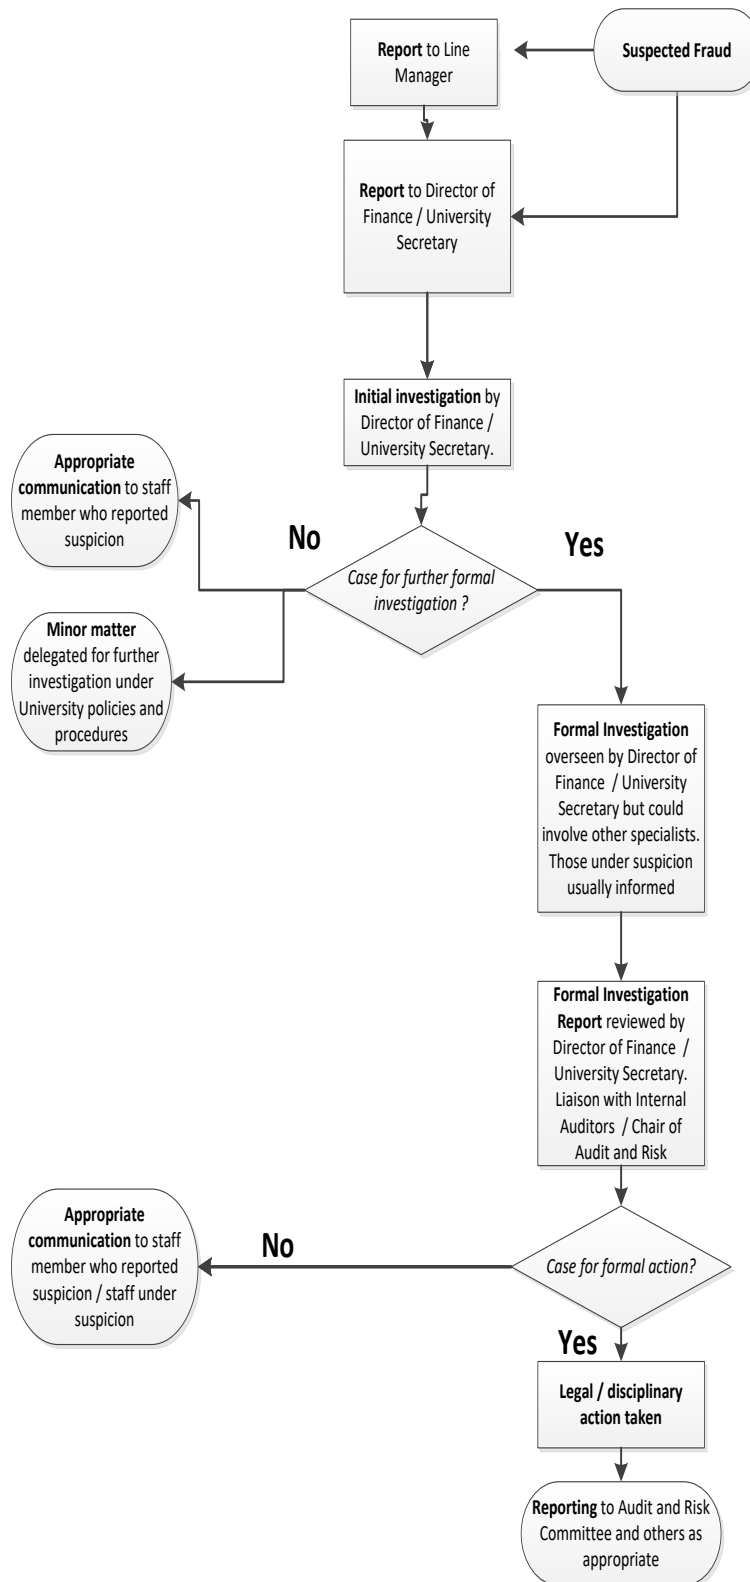 Suspected Fraud
Report to Line
Manager
Report to Director of
Finance / University
Secretary
Initial investigation by
Director of Finance /
University Secretary.
Appropriate
communication to staff
member who reported
suspicion
No
Yes
Case for further formal
investigation ?
Minor matter
delegated for further
investigation under
University policies and
procedures
Formal Investigation
overseen by Director of
Finance / University
Secretary but could
involve other specialists.
Those under suspicion
usually informed
Formal Investigation
Report reviewed by
Director of Finance /
University Secretary.
Liaison with Internal
Auditors / Chair of
Audit and Risk
Appropriate
communication to staff
member who reported
suspicion / staff under
suspicion
No
Case for formal action?
Yes
Legal / disciplinary
action taken
Reporting to Audit and Risk
Committee and others as
appropriate